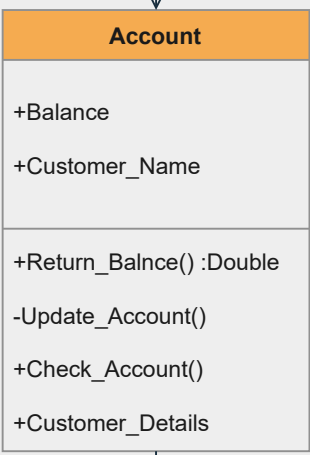 Account
+Balance
+Customer_Name
+Return_Balnce() :Double
-Update_Account()
+Check_Account()
+Customer_Details